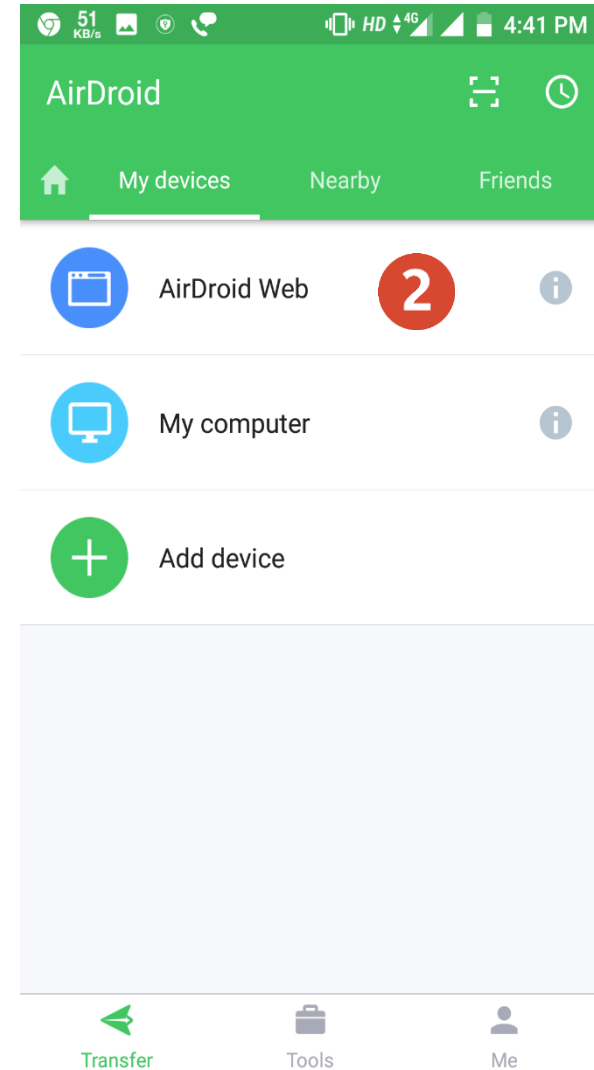 51 KB/s HD 4G 4:41 PM
AirDroid
My devices Nearby Friends
AirDroid Web 2
My computer
Add device
Transfer Tools Me